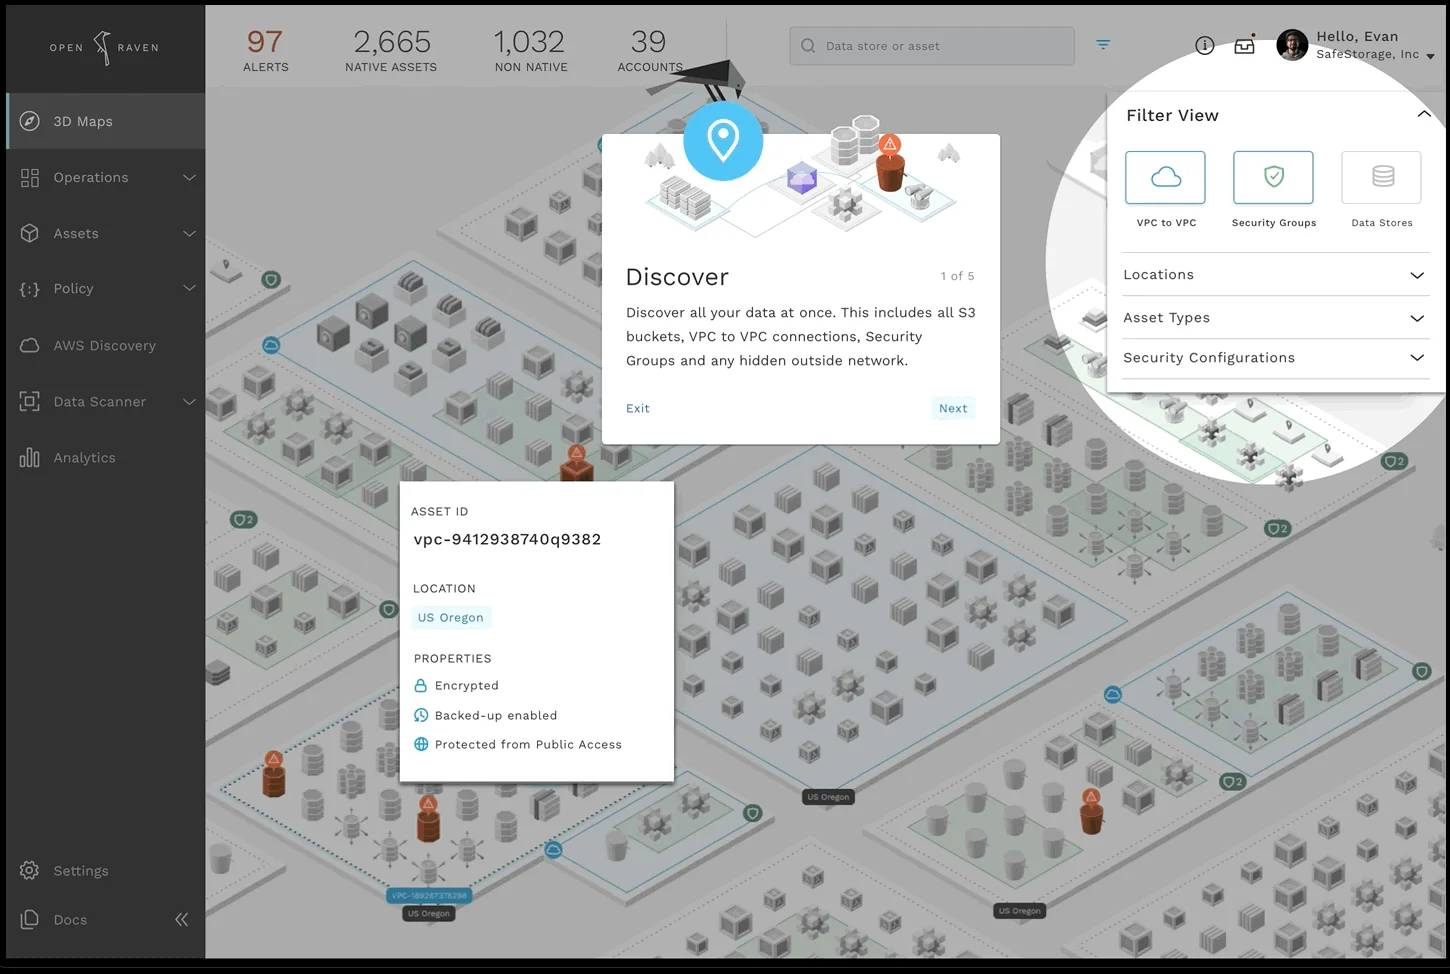 OPEN RAVEN
97
ALERTS
2,665
NATIVE ASSETS
1,032
NON NATIVE
39
ACCOUNTS
Data store or asset
Hello, Evan
SafeStorage, Inc
3D Maps
Operations
Assets
Policy
AWS Discovery
Data Scanner
Analytics
Settings
Docs
Filter View
VPC to VPC
Security Groups
Data Stores
Locations
Asset Types
Security Configurations
Discover
1 of 5
Discover all your data at once. This includes all S3
buckets, VPC to VPC connections, Security
Groups and any hidden outside network.
Exit
Next
ASSET ID
vpc-9412938740q9382
LOCATION
US Oregon
PROPERTIES
Encrypted
Backed-up enabled
Protected from Public Access
2
2
2
2
US Oregon
US Oregon
US Oregon